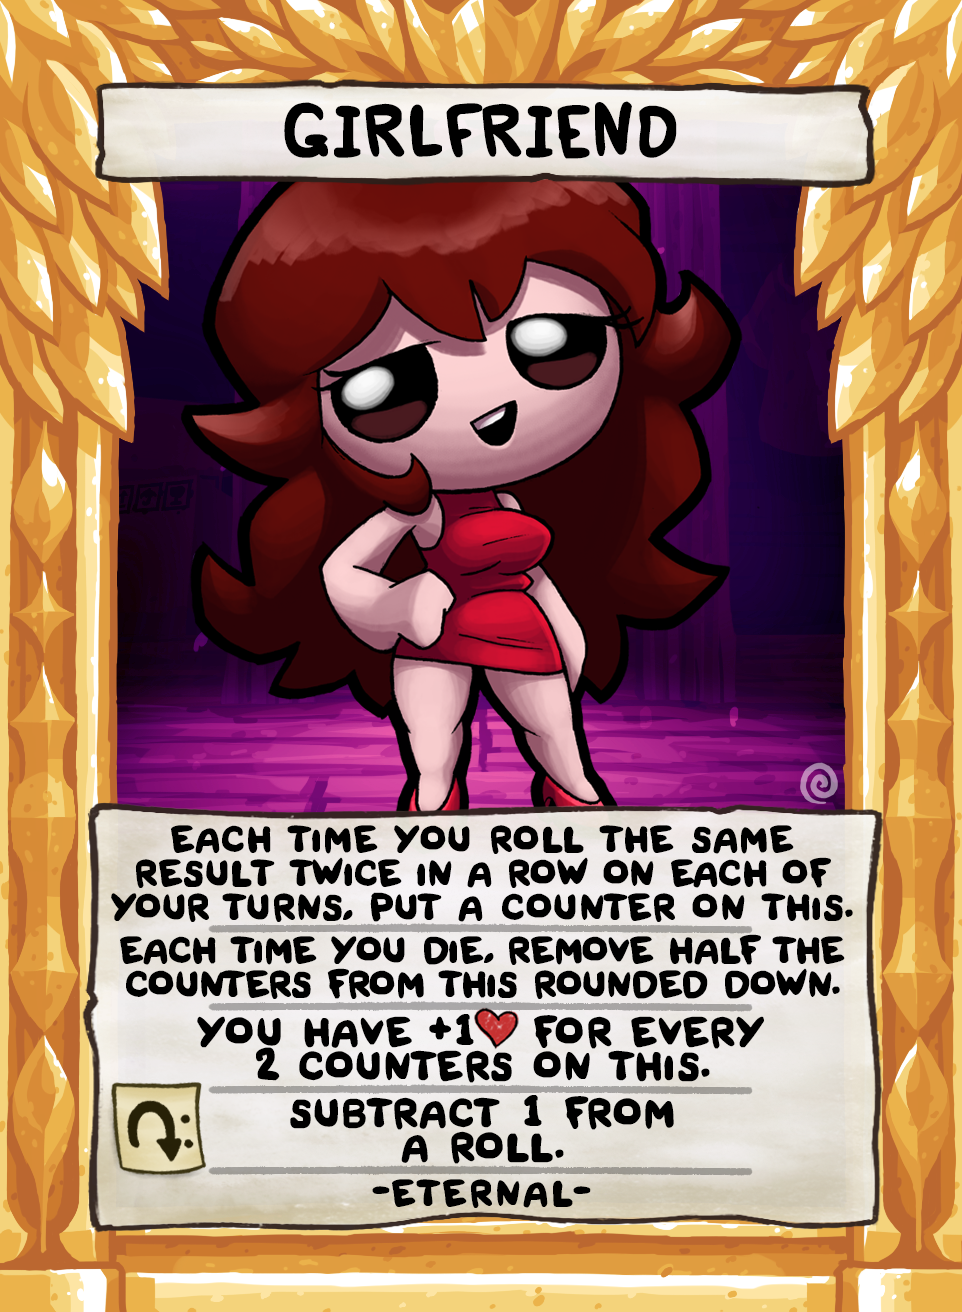 GIRLFRIEND
EACH TIME YOU ROLL THE SAME
RESULT TWICE IN A ROW ON EACH OF
YOUR TURNS, PUT A COUNTER ON THIS.
EACH TIME YOU DIE, REMOVE HALF THE
COUNTERS FROM THIS ROUNDED DOWN.
YOU HAVE +1❤ FOR EVERY
2 COUNTERS ON THIS.
SUBTRACT 1 FROM
A ROLL.
-ETERNAL-